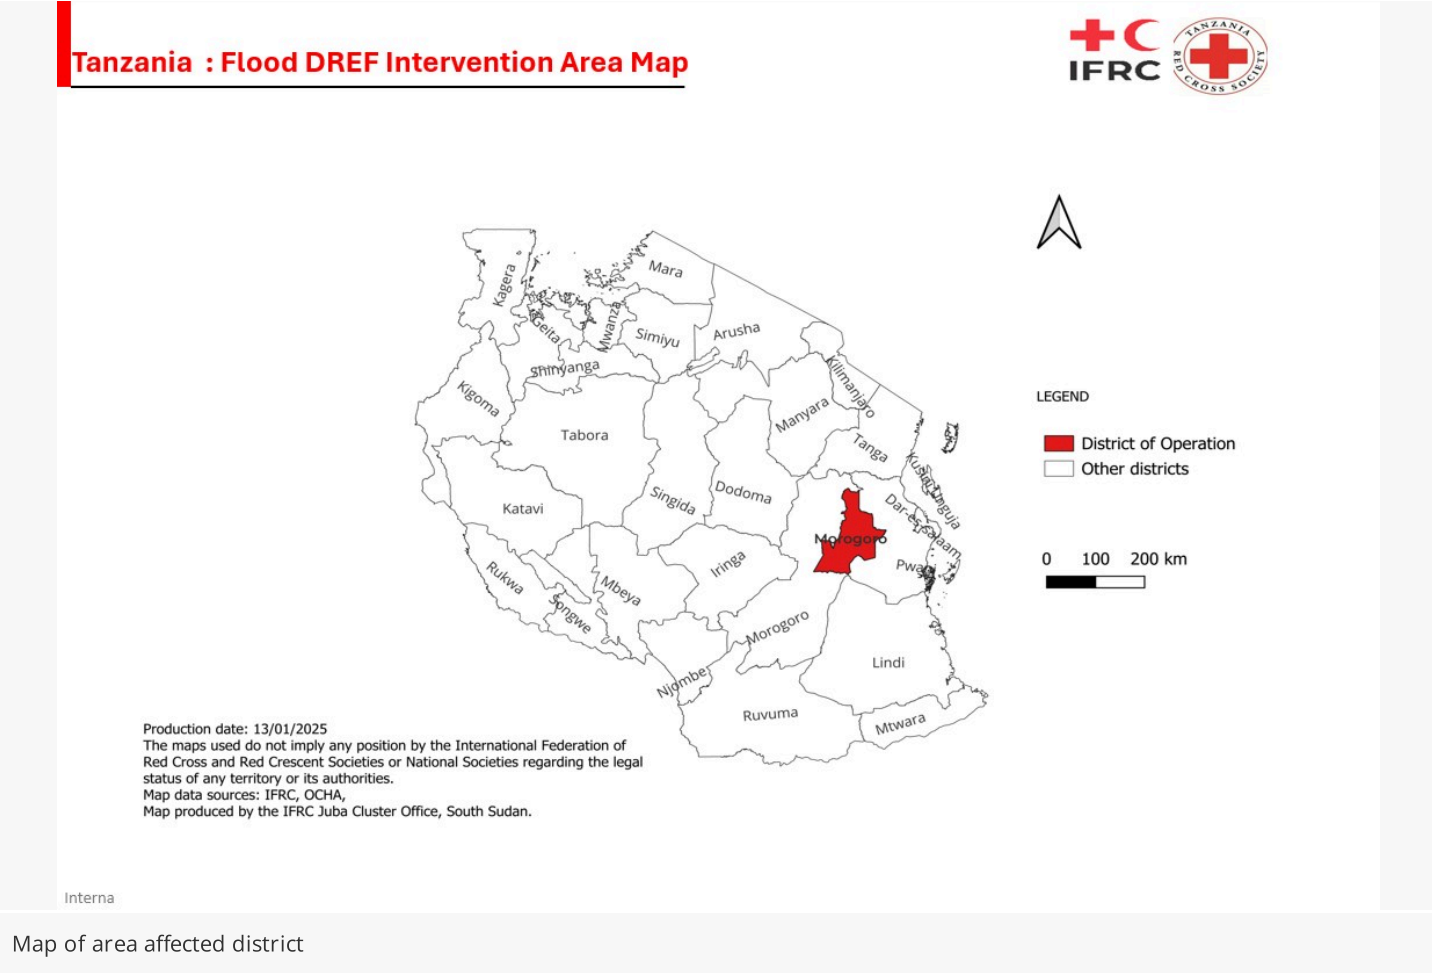 Tanzania : Flood DREF Intervention Area Map
IFRC
TANZANIA
RED CROSS SOCIETY
Mara
Kagera
Geita
Mwanza
Simiyu
Arusha
Shinyanga
Kilimanjaro
Kigoma
Manyara
Tabora
Tanga
Singida
Dodoma
Katavi
Dar-es-salaam
Morogoro
Iringa
Rukwa
Mbeya
Songwe
Morogoro
Lindi
Njombe
Ruvuma
Mtwara
LEGEND
District of Operation
Other districts
0 100 200 km
Production date: 13/01/2025
The maps used do not imply any position by the International Federation of
Red Cross and Red Crescent Societies or National Societies regarding the legal
status of any territory or its authorities.
Map data sources: IFRC, OCHA,
Map produced by the IFRC Juba Cluster Office, South Sudan.
Interna
Map of area affected district